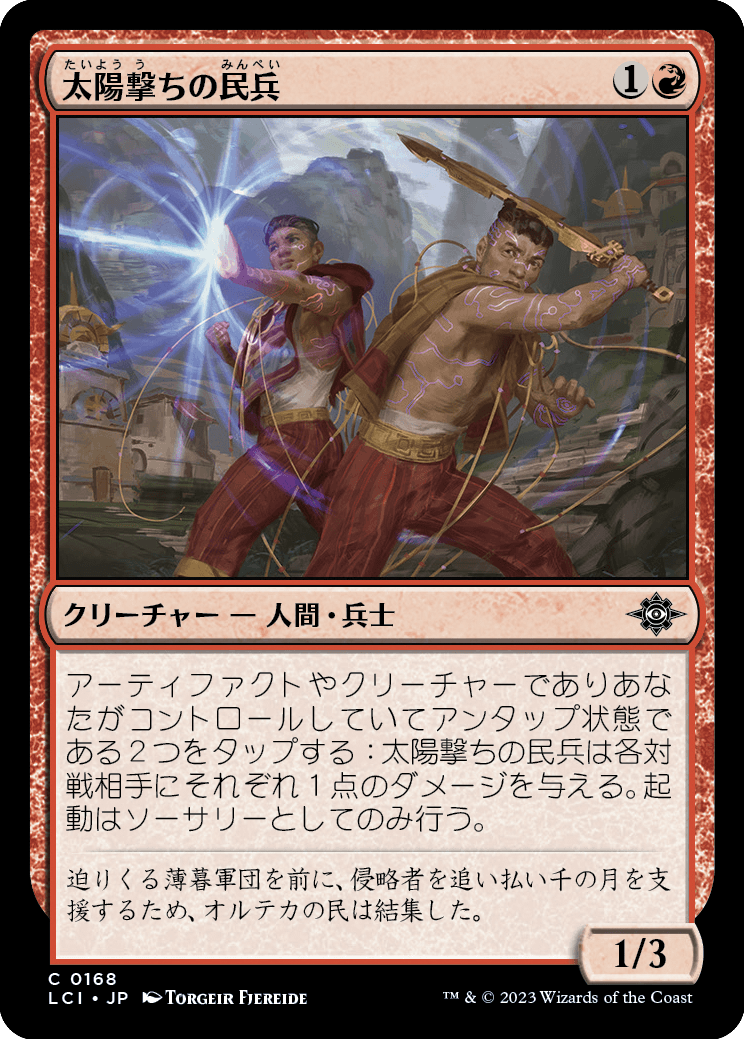 たいよう う みんぺい
太陽撃ちの民兵 1
クリーチャー — 人間・兵士
アーティファクトやクリーチャーでありあな
たがコントロールしていてアンタップ状態で
ある2つをタップする：太陽撃ちの民兵は各対
戦相手にそれぞれ1点のダメージを与える。起
動はソーサリーとしてのみ行う。
迫りくる薄暮軍団を前に、侵略者を追い払い千の月を支
援するため、オルテカの民は結集した。
1/3
C 0168
LCI • JP Torgeir Fjereide
™ & © 2023 Wizards of the Coast